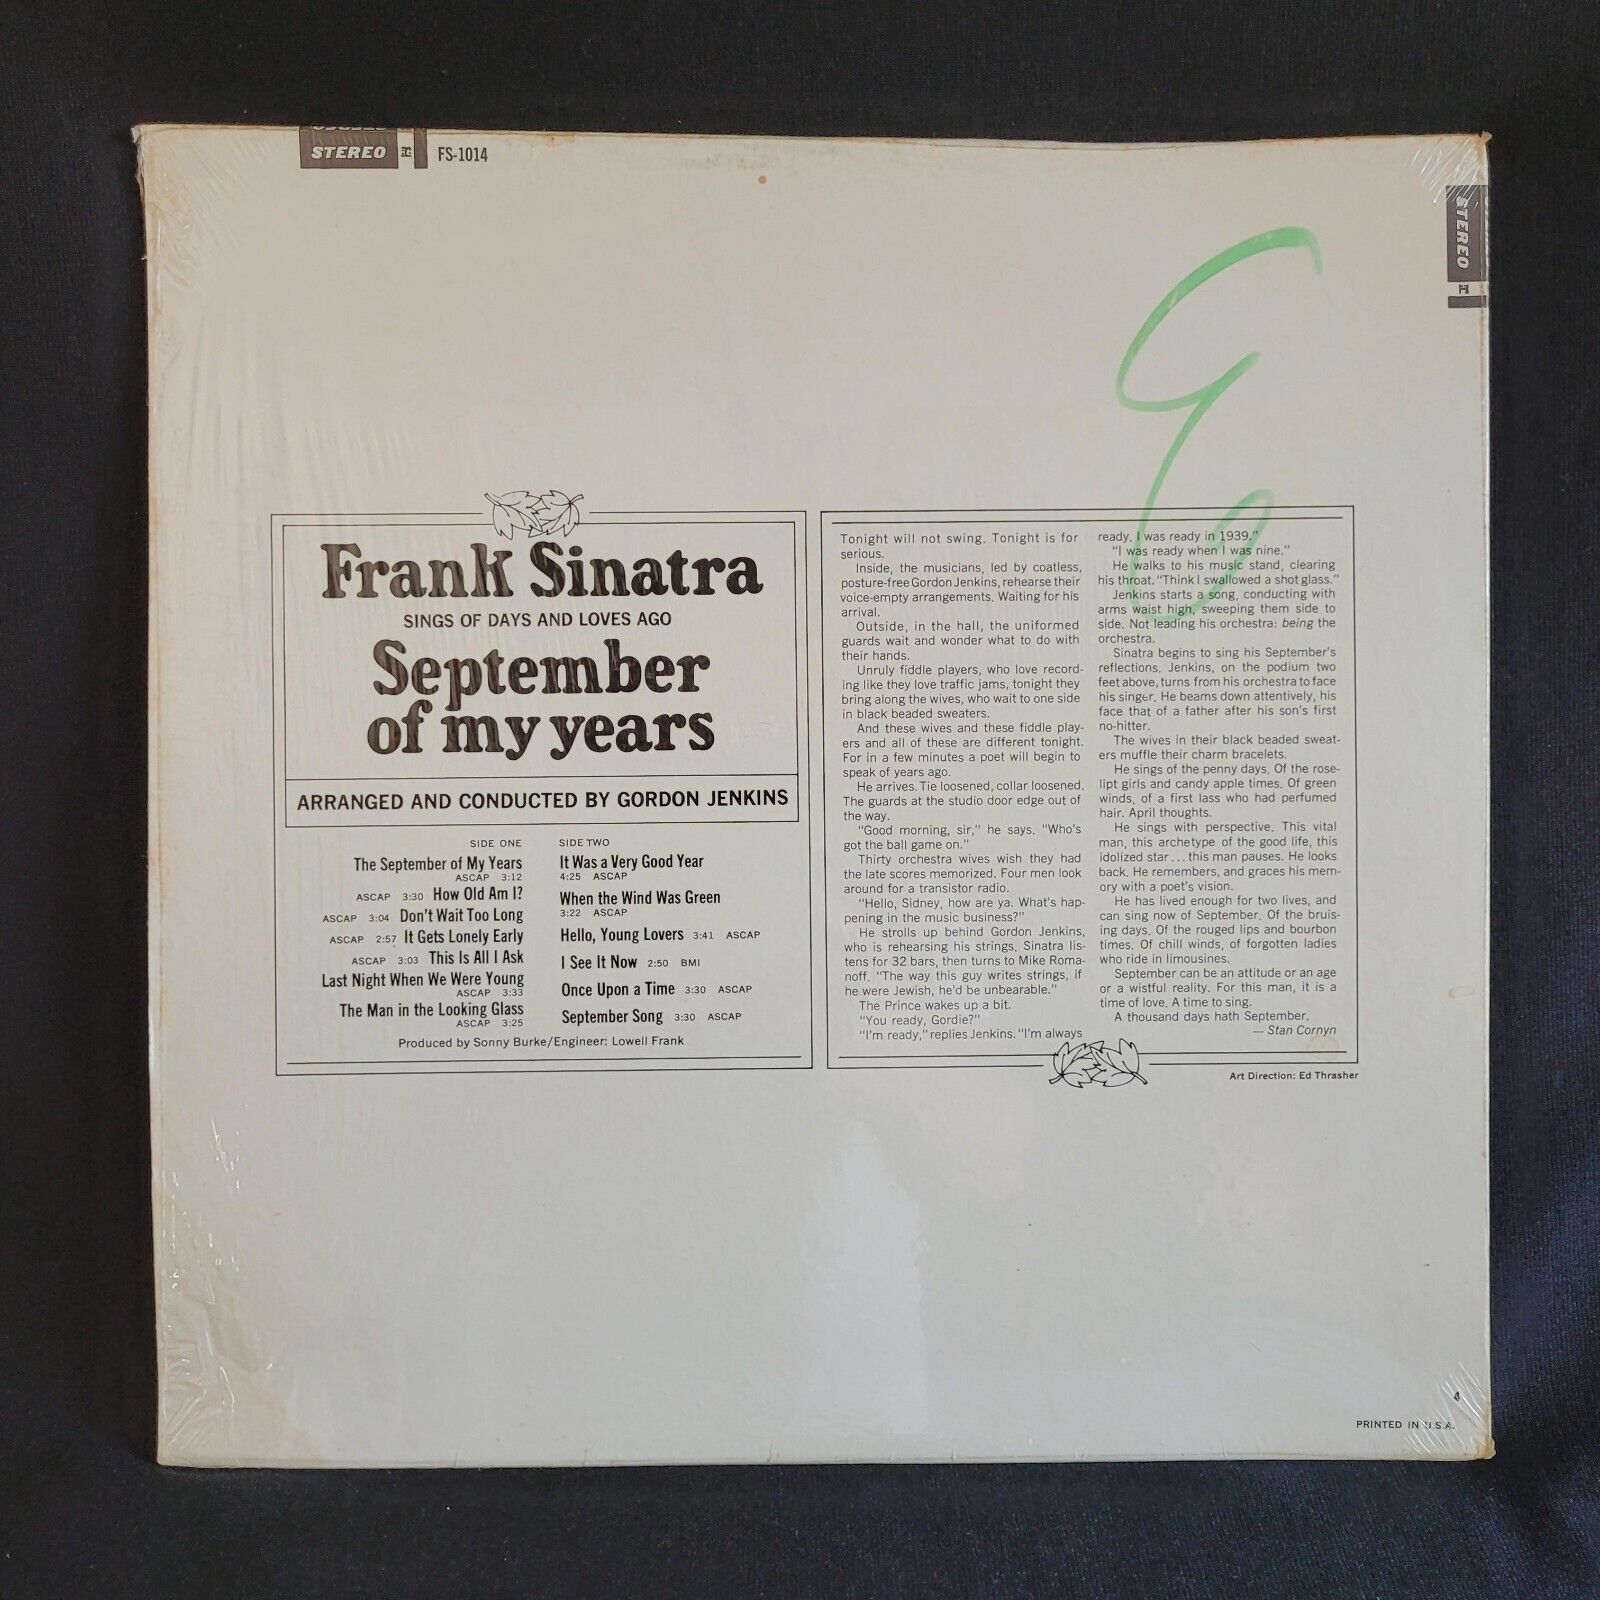 STEREO
FS-1014
STEREO
Frank Sinatra
SINGS OF DAYS AND LOVES AGO
September
of my years
ARRANGED AND CONDUCTED BY GORDON JENKINS
SIDE ONE
The September of My Years
ASCAP 3:12
ASCAP 3:30 How Old Am I?
ASCAP 3:04 Don't Wait Too Long
ASCAP 2:57 It Gets Lonely Early
ASCAP 3:03 This Is All I Ask
Last Night When We Were Young
ASCAP 3:33
The Man in the Looking Glass
ASCAP 3:25
SIDE TWO
It Was a Very Good Year
4:25 ASCAP
When the Wind Was Green
3:22 ASCAP
Hello, Young Lovers 3:41 ASCAP
I See It Now 2:50 BMI
Once Upon a Time 3:30 ASCAP
September Song 3:30 ASCAP
Produced by Sonny Burke/Engineer: Lowell Frank
Tonight will not swing. Tonight is for
serious.
Inside, the musicians, led by coatless,
posture-free Gordon Jenkins, rehearse their
voice-empty arrangements. Waiting for his
arrival.
Outside, in the hall, the uniformed
guards wait and wonder what to do with
their hands.
Unruly fiddle players, who love record-
ing like they love traffic jams, tonight they
bring along the wives, who wait to one side
in black beaded sweaters.
And these wives and these fiddle play-
ers and all of these are different tonight.
For in a few minutes a poet will begin to
speak of years ago.
He arrives. Tie loosened, collar loosened.
The guards at the studio door edge out of
the way.
"Good morning, sir," he says. "Who's
got the ball game on."
Thirty orchestra wives wish they had
the late scores memorized. Four men look
around for a transistor radio.
"Hello, Sidney, how are ya. What's hap-
pening in the music business?"
He strolls up behind Gordon Jenkins,
who is rehearsing his strings. Sinatra lis-
tens for 32 bars, then turns to Mike Roma-
noff. "The way this guy writes strings, if
he were Jewish, he'd be unbearable."
The Prince wakes up a bit.
"You ready, Gordie?"
"I'm ready," replies Jenkins. "I'm always
ready. I was ready in 1939."
"I was ready when I was nine."
He walks to his music stand, clearing
his throat. "Think I swallowed a shot glass."
Jenkins starts a song, conducting with
arms waist high, sweeping them side to
side. Not leading his orchestra: being the
orchestra.
Sinatra begins to sing his September's
reflections. Jenkins, on the podium two
feet above, turns from his orchestra to face
his singer. He beams down attentively, his
face that of a father after his son's first
no-hitter.
The wives in their black beaded sweat-
ers muffle their charm bracelets.
He sings of the penny days. Of the rose-
lipt girls and candy apple times. Of green
winds, of a first lass who had perfumed
hair. April thoughts.
He sings with perspective. This vital
man, this archetype of the good life, this
idolized star...this man pauses. He looks
back. He remembers, and graces his mem-
ory with a poet's vision.
He has lived enough for two lives, and
can sing now of September. Of the bruis-
ing days. Of the rouged lips and bourbon
times. Of chill winds, of forgotten ladies
who ride in limousines.
September can be an attitude or an age
or a wistful reality. For this man, it is a
time of love. A time to sing.
A thousand days hath September.
— Stan Cornyn
Art Direction: Ed Thrasher
4
PRINTED IN U.S.A.